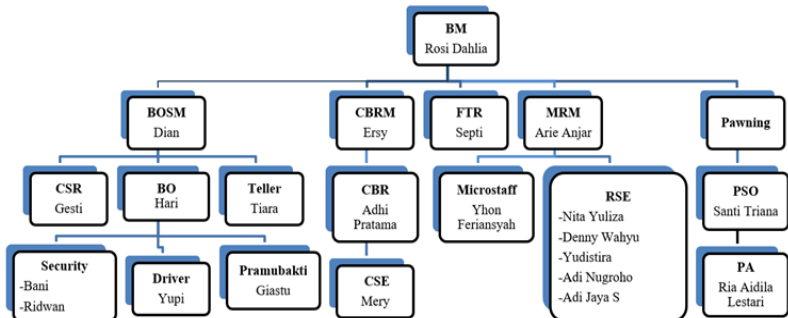 BM
Rosi Dahlia
BOSM
Dian
CBRM
Ersy
FTR
Septi
MRM
Arie Anjar
Pawning
CSR
Gesti
BO
Hari
Teller
Tiara
CBR
Adhi
Pratama
Microstaff
Yhon
Feriansyah
RSE
-Nita Yuliza
-Denny Wahyu
-Yudistira
-Adi Nugroho
-Adi Jaya S
PSO
Santi Triana
Security
-Bani
-Ridwan
Driver
Yupi
Pramubakti
Giastu
CSE
Mery
PA
Ria Aidila
Lestari